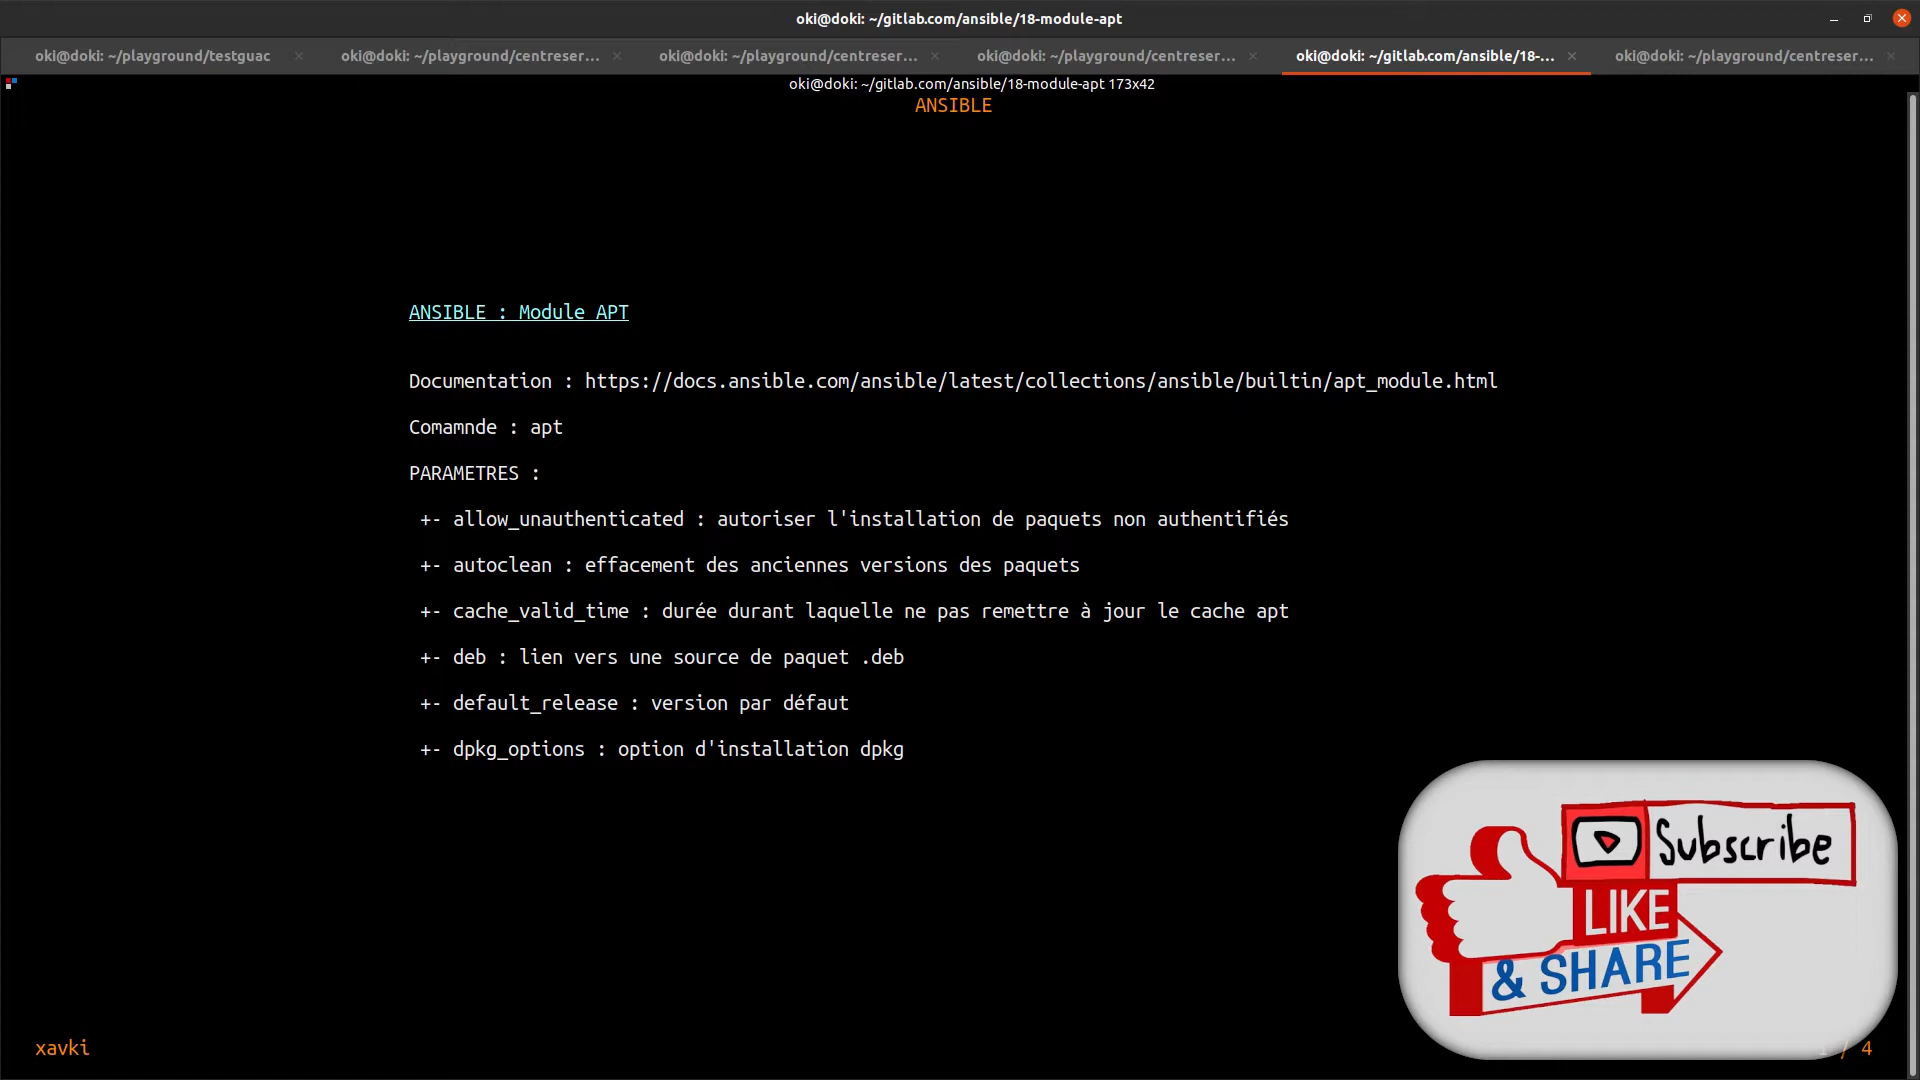 oki@doki: ~/gitlab.com/ansible/18-module-apt
oki@doki: ~/playground/testguac
oki@doki: ~/playground/centreser...
oki@doki: ~/playground/centreser...
oki@doki: ~/playground/centreser...
oki@doki: ~/gitlab.com/ansible/18-...
oki@doki: ~/playground/centreser...
oki@doki: ~/gitlab.com/ansible/18-module-apt 173x42
ANSIBLE
ANSIBLE : Module APT
Documentation : https://docs.ansible.com/ansible/latest/collections/ansible/builtin/apt_module.html
Comamnde : apt
PARAMETRES :
+- allow_unauthenticated : autoriser l'installation de paquets non authentifiés
+- autoclean : effacement des anciennes versions des paquets
+- cache_valid_time : durée durant laquelle ne pas remettre à jour le cache apt
+- deb : lien vers une source de paquet .deb
+- default_release : version par défaut
+- dpkg_options : option d'installation dpkg
Subscribe
LIKE
& SHARE
xavki
/ 4